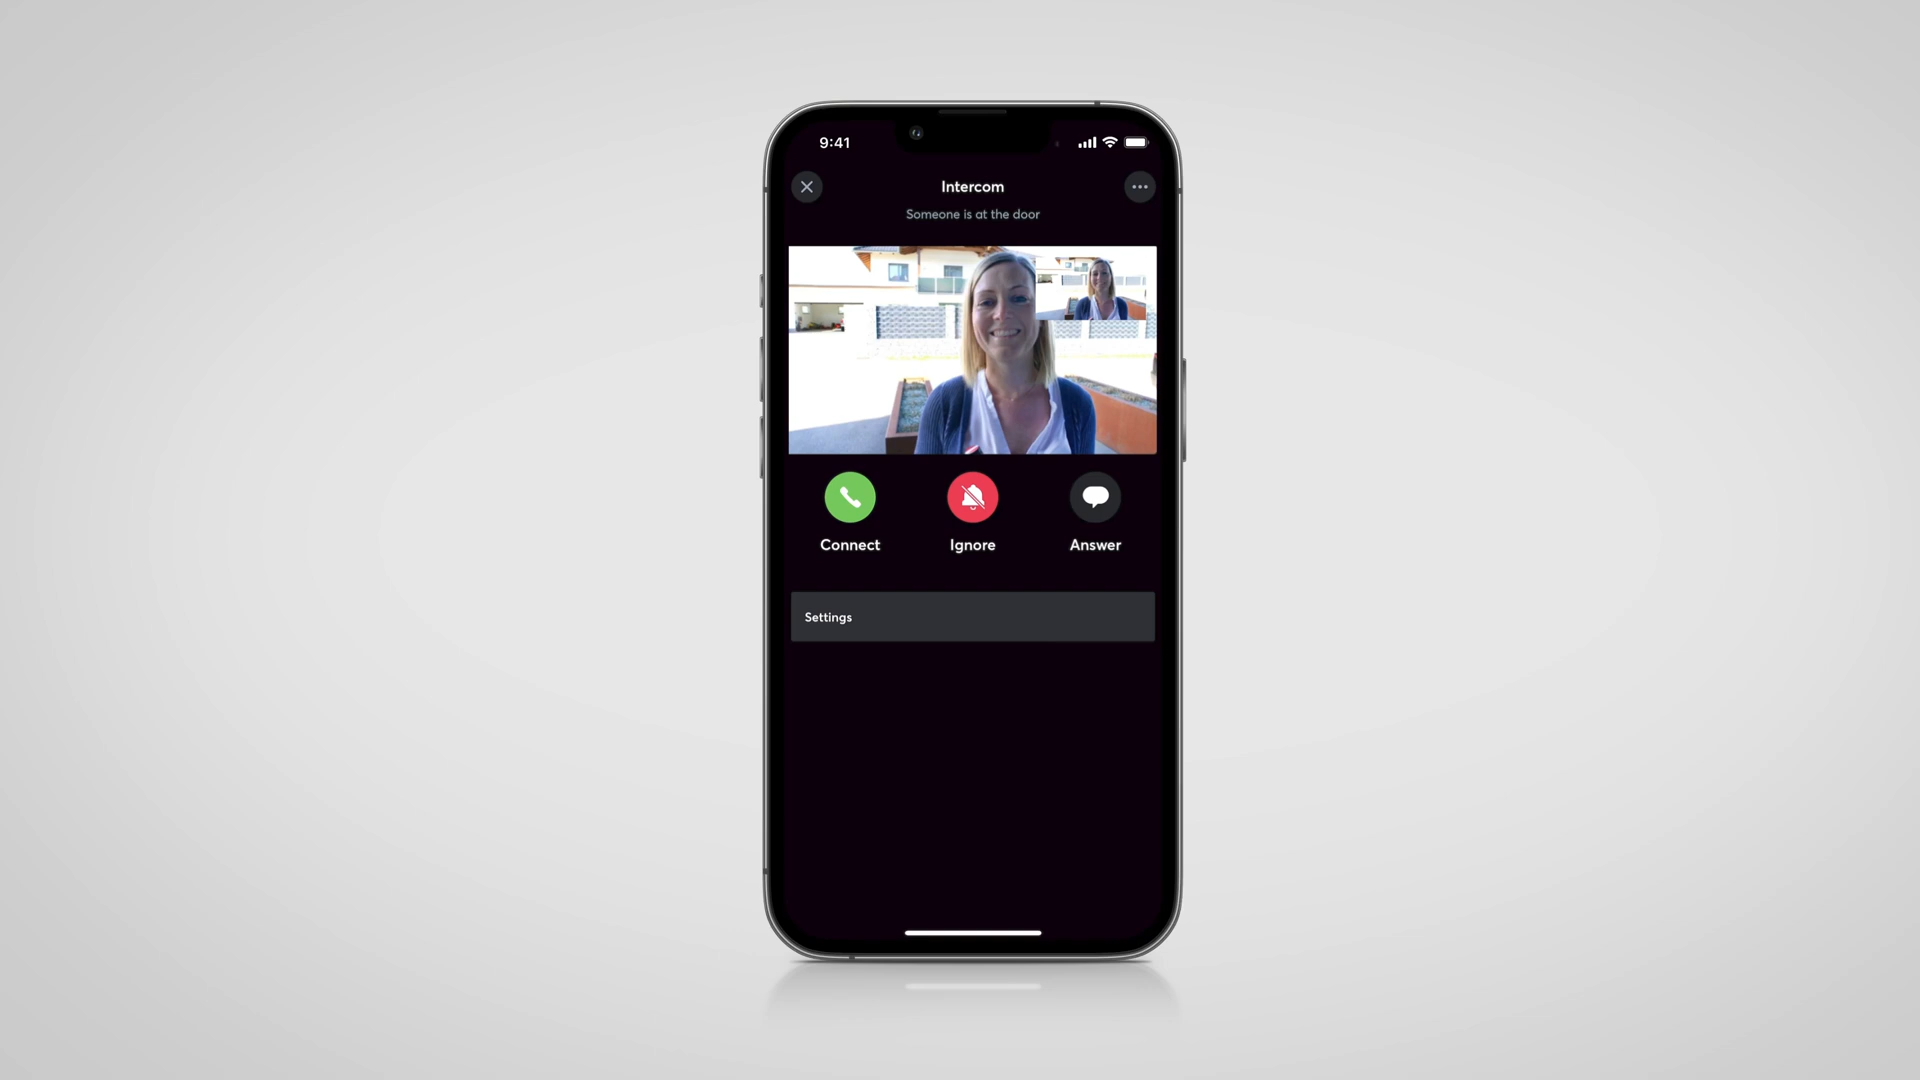 9:41
Intercom
Someone is at the door
Connect
Ignore
Answer
Settings